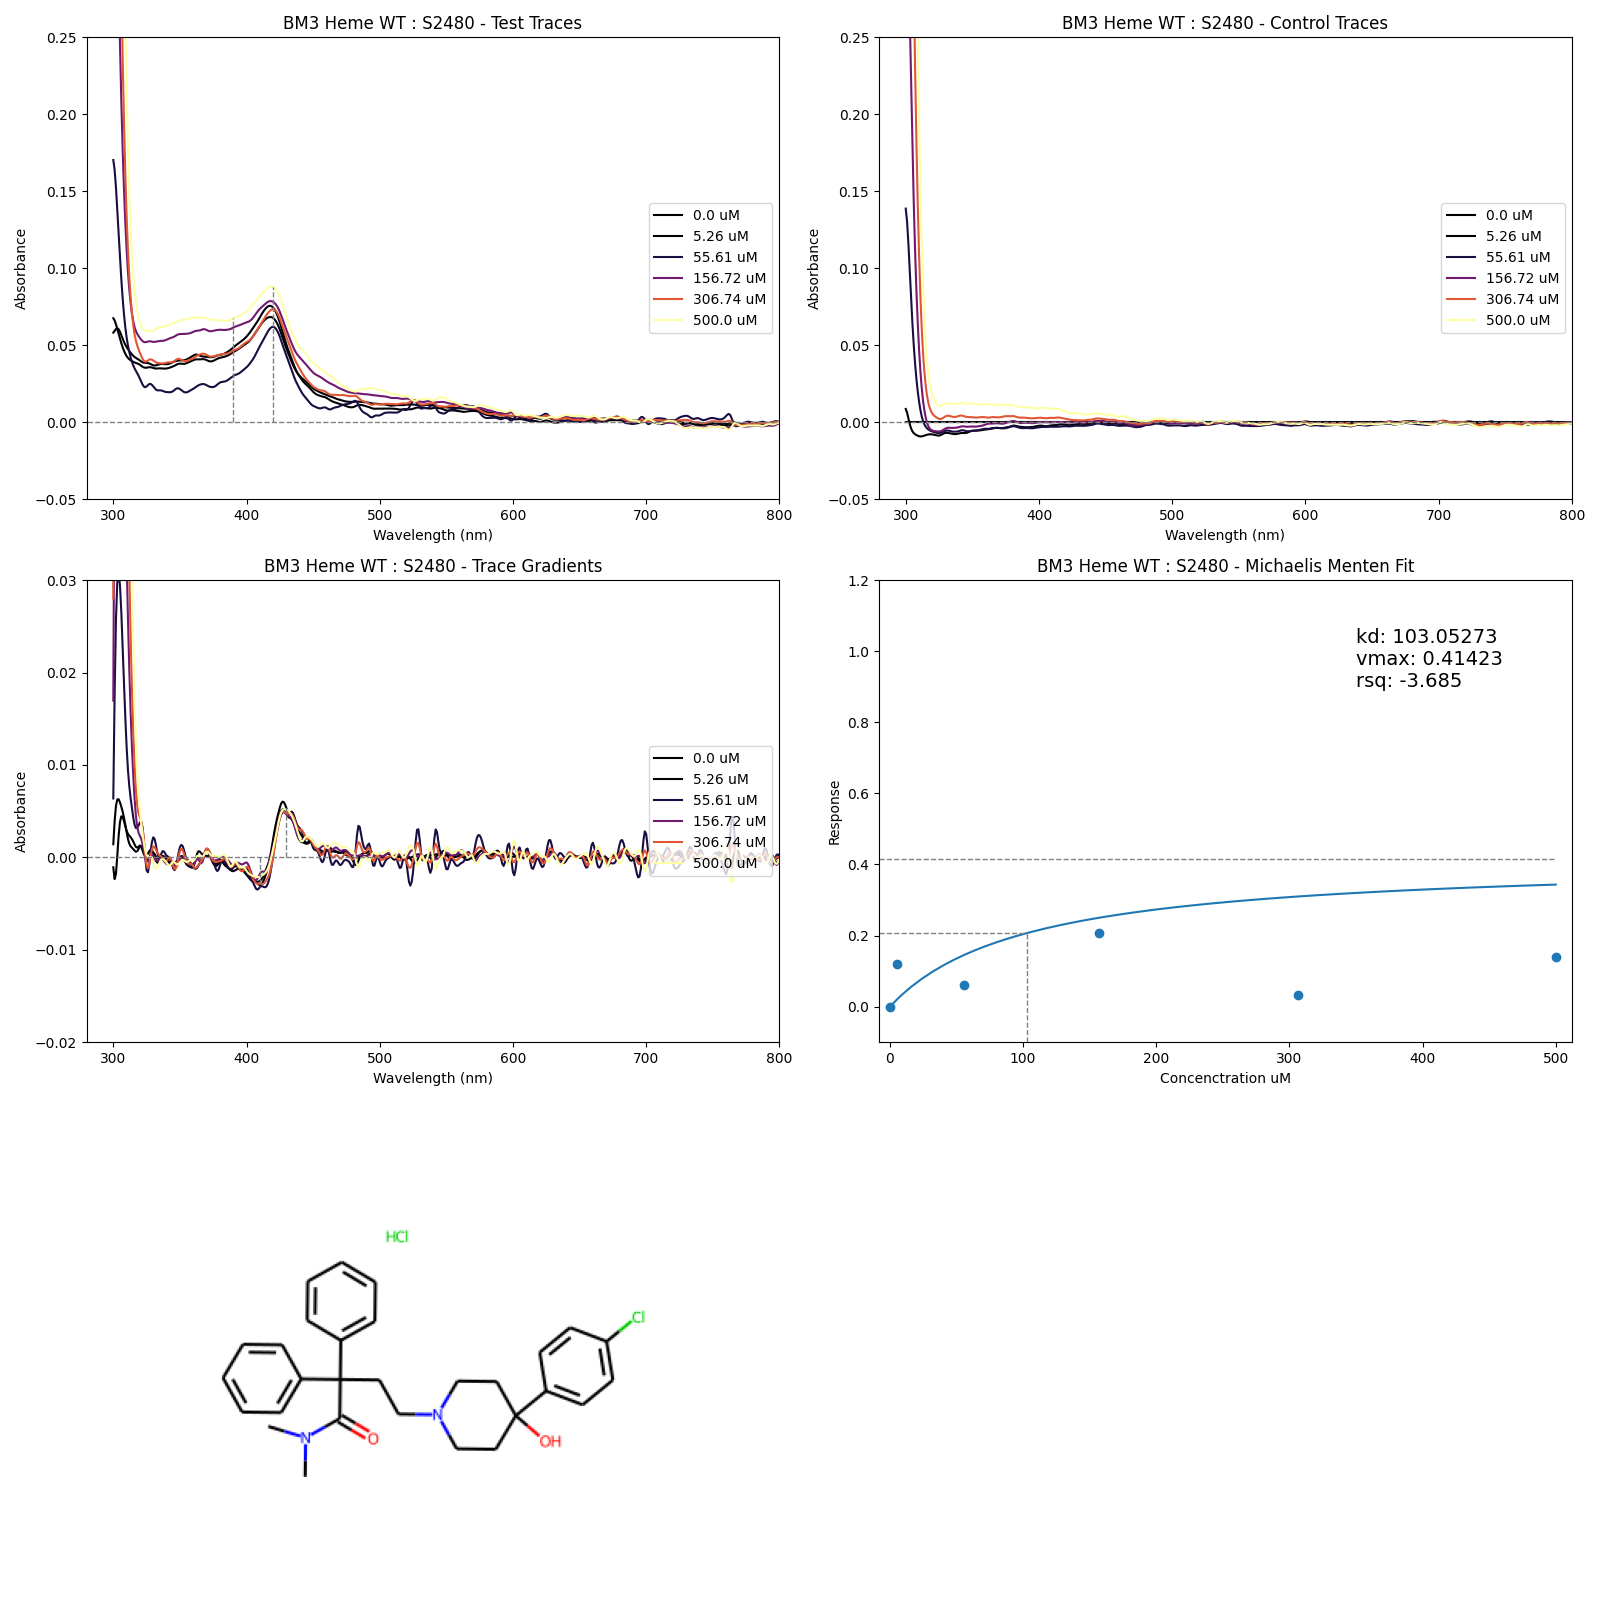 BM3 Heme WT : S2480 - Test Traces
0.25
0.20
0.15
0.10
0.05
0.00
−0.05
Absorbance
300 400 500 600 700 800
Wavelength (nm)
0.0 uM
5.26 uM
55.61 uM
156.72 uM
306.74 uM
500.0 uM
BM3 Heme WT : S2480 - Control Traces
0.25
0.20
0.15
0.10
0.05
0.00
−0.05
Absorbance
300 400 500 600 700 800
Wavelength (nm)
0.0 uM
5.26 uM
55.61 uM
156.72 uM
306.74 uM
500.0 uM
BM3 Heme WT : S2480 - Trace Gradients
0.03
0.02
0.01
0.00
−0.01
−0.02
Absorbance
300 400 500 600 700 800
Wavelength (nm)
0.0 uM
5.26 uM
55.61 uM
156.72 uM
306.74 uM
500.0 uM
BM3 Heme WT : S2480 - Michaelis Menten Fit
1.2
1.0
0.8
0.6
0.4
0.2
0.0
Response
0 100 200 300 400 500
Concenctration uM
kd: 103.05273
vmax: 0.41423
rsq: -3.685
HCl
Cl
N
OH
N
O